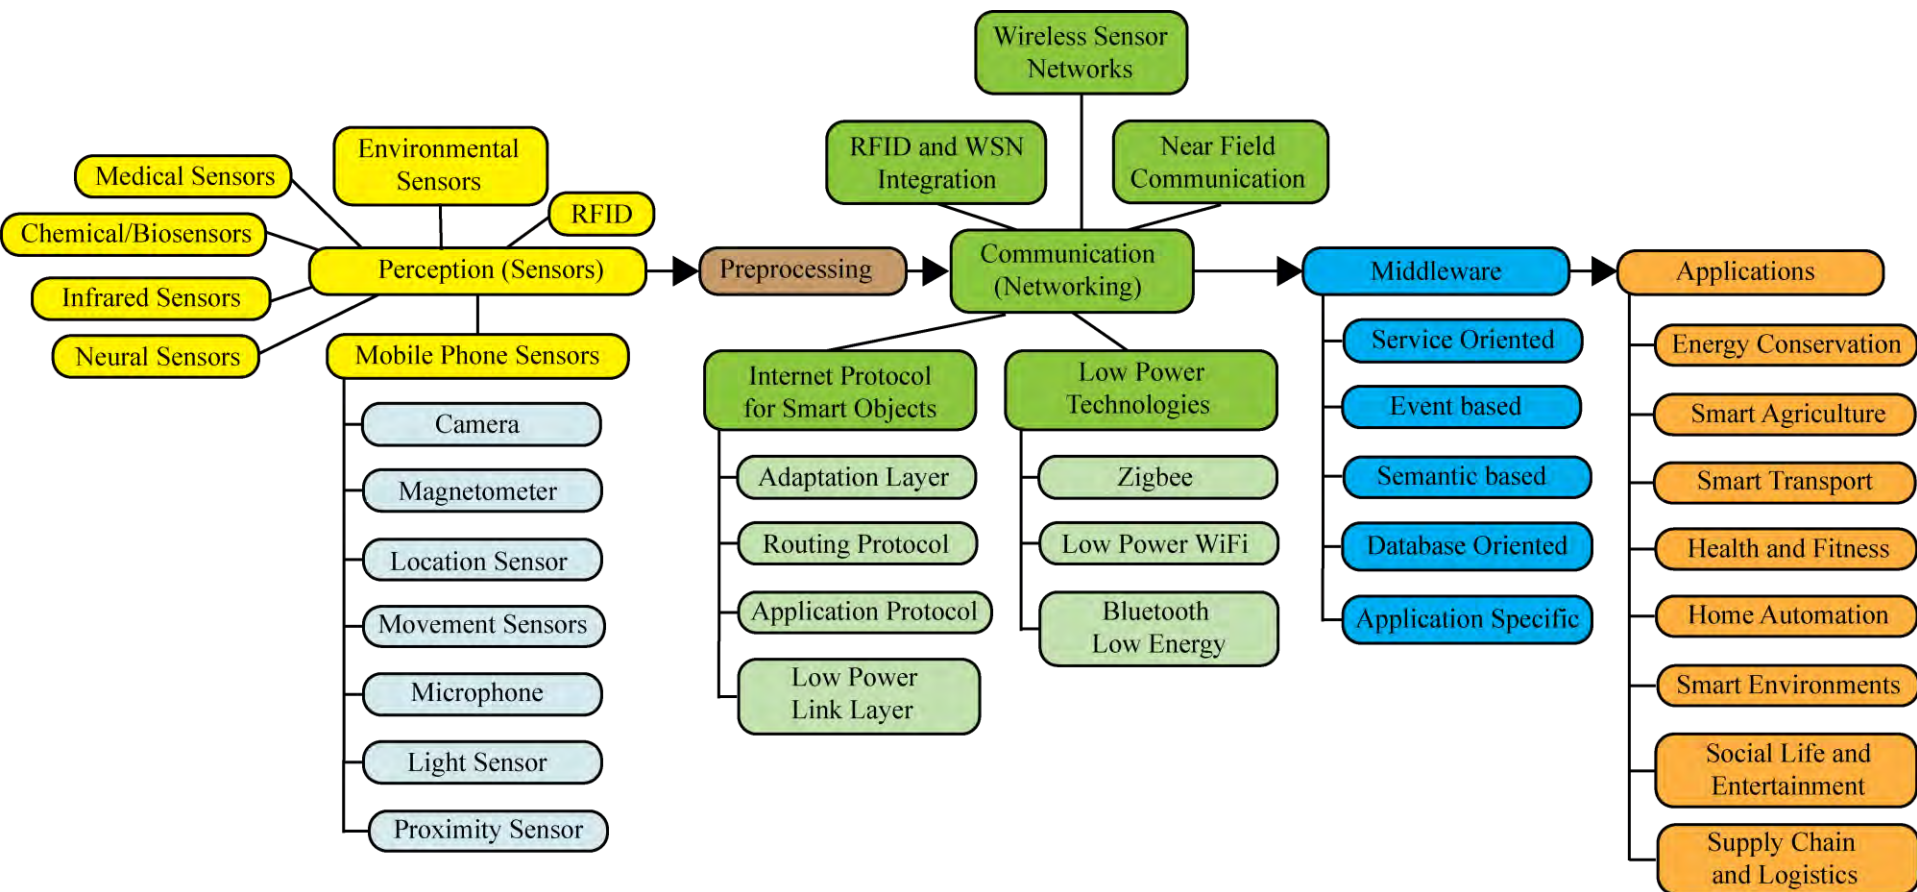 Wireless Sensor
Networks
RFID and WSN
Integration
Near Field
Communication
Environmental
Sensors
Medical Sensors
RFID
Chemical/Biosensors
Perception (Sensors)
Infrared Sensors
Neural Sensors
Mobile Phone Sensors
Camera
Magnetometer
Location Sensor
Movement Sensors
Microphone
Light Sensor
Proximity Sensor
Preprocessing
Communication
(Networking)
Internet Protocol
for Smart Objects
Adaptation Layer
Routing Protocol
Application Protocol
Low Power
Link Layer
Low Power
Technologies
Zigbee
Low Power WiFi
Bluetooth
Low Energy
Middleware
Service Oriented
Event based
Semantic based
Database Oriented
Application Specific
Applications
Energy Conservation
Smart Agriculture
Smart Transport
Health and Fitness
Home Automation
Smart Environments
Social Life and
Entertainment
Supply Chain
and Logistics